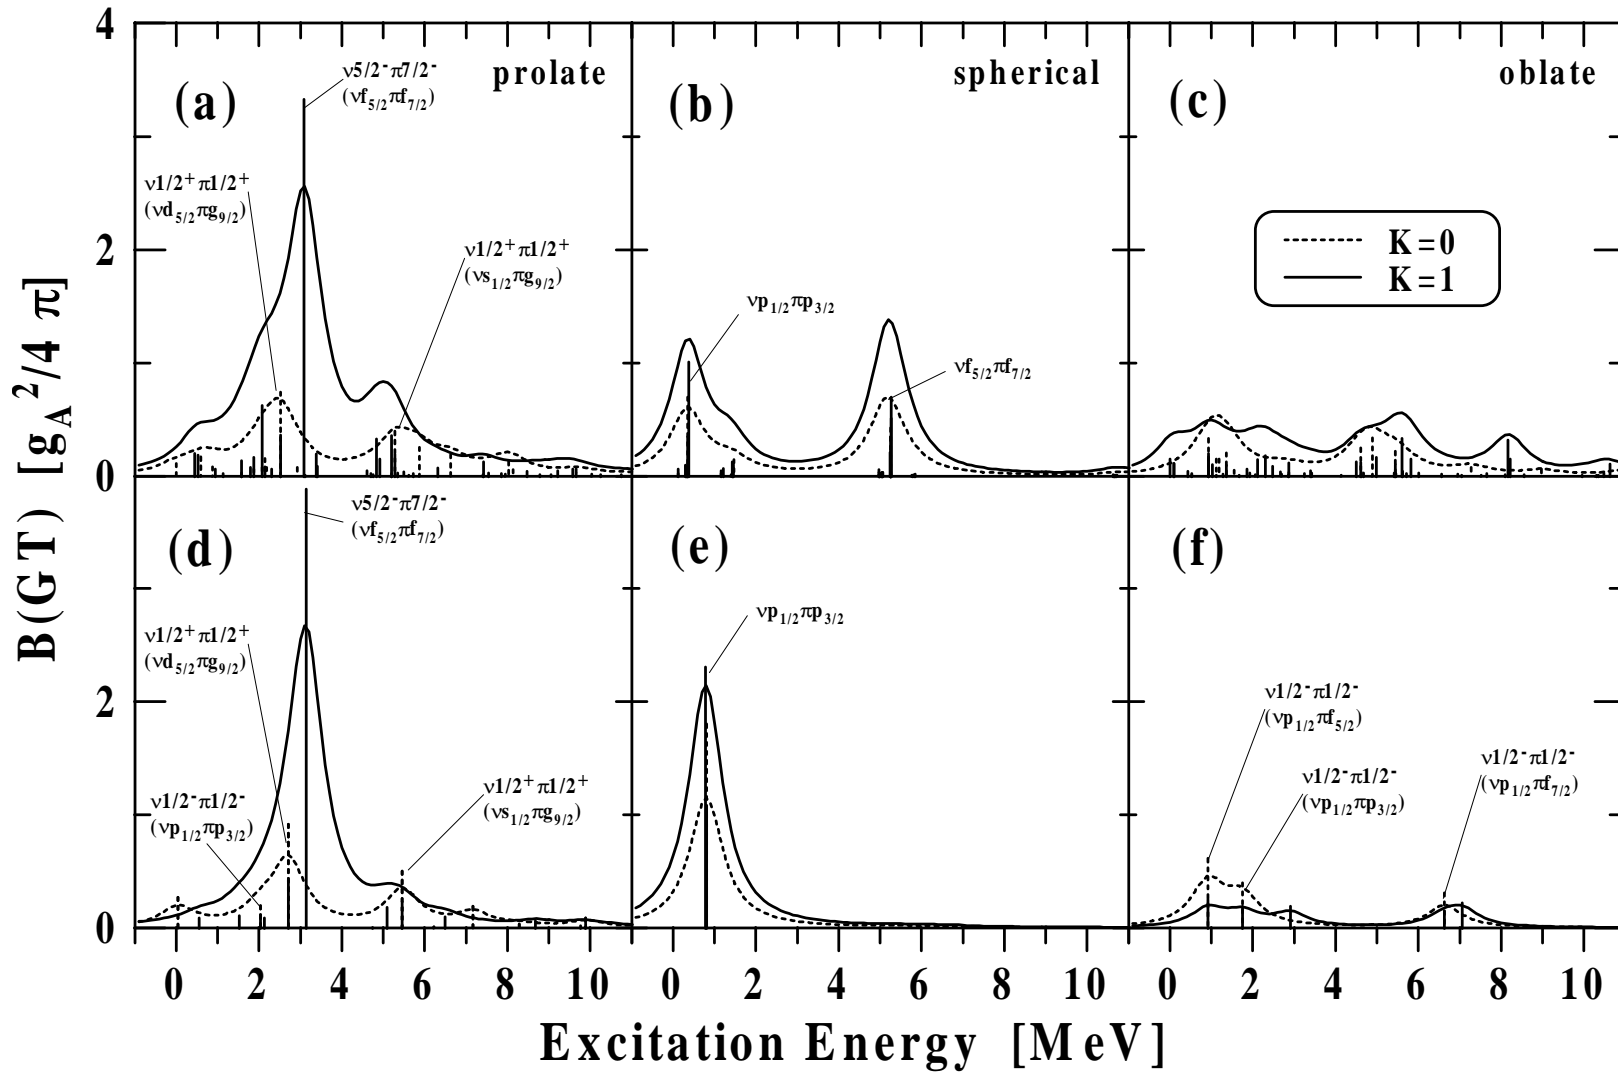 B(GT) [g_A^2/4 π]
4
2
0
2
0
(a)
prolate
ν5/2⁻π7/2⁻
(νf5/2πf7/2)
ν1/2⁺π1/2⁺
(νd5/2πg9/2)
ν1/2⁺π1/2⁺
(νs1/2πg9/2)
(b)
spherical
νp1/2πp3/2
νf5/2πf7/2
(c)
oblate
K=0
K=1
(d)
ν5/2⁻π7/2⁻
(νf5/2πf7/2)
ν1/2⁺π1/2⁺
(νd5/2πg9/2)
ν1/2⁻π1/2⁻
(νp1/2πp3/2)
ν1/2⁺π1/2⁺
(νs1/2πg9/2)
(e)
νp1/2πp3/2
(f)
ν1/2⁻π1/2⁻
(νp1/2πf5/2)
ν1/2⁻π1/2⁻
(νp1/2πp3/2)
ν1/2⁻π1/2⁻
(νp1/2πf7/2)
0 2 4 6 8 10 0 2 4 6 8 10 0 2 4 6 8 10
Excitation Energy [MeV]